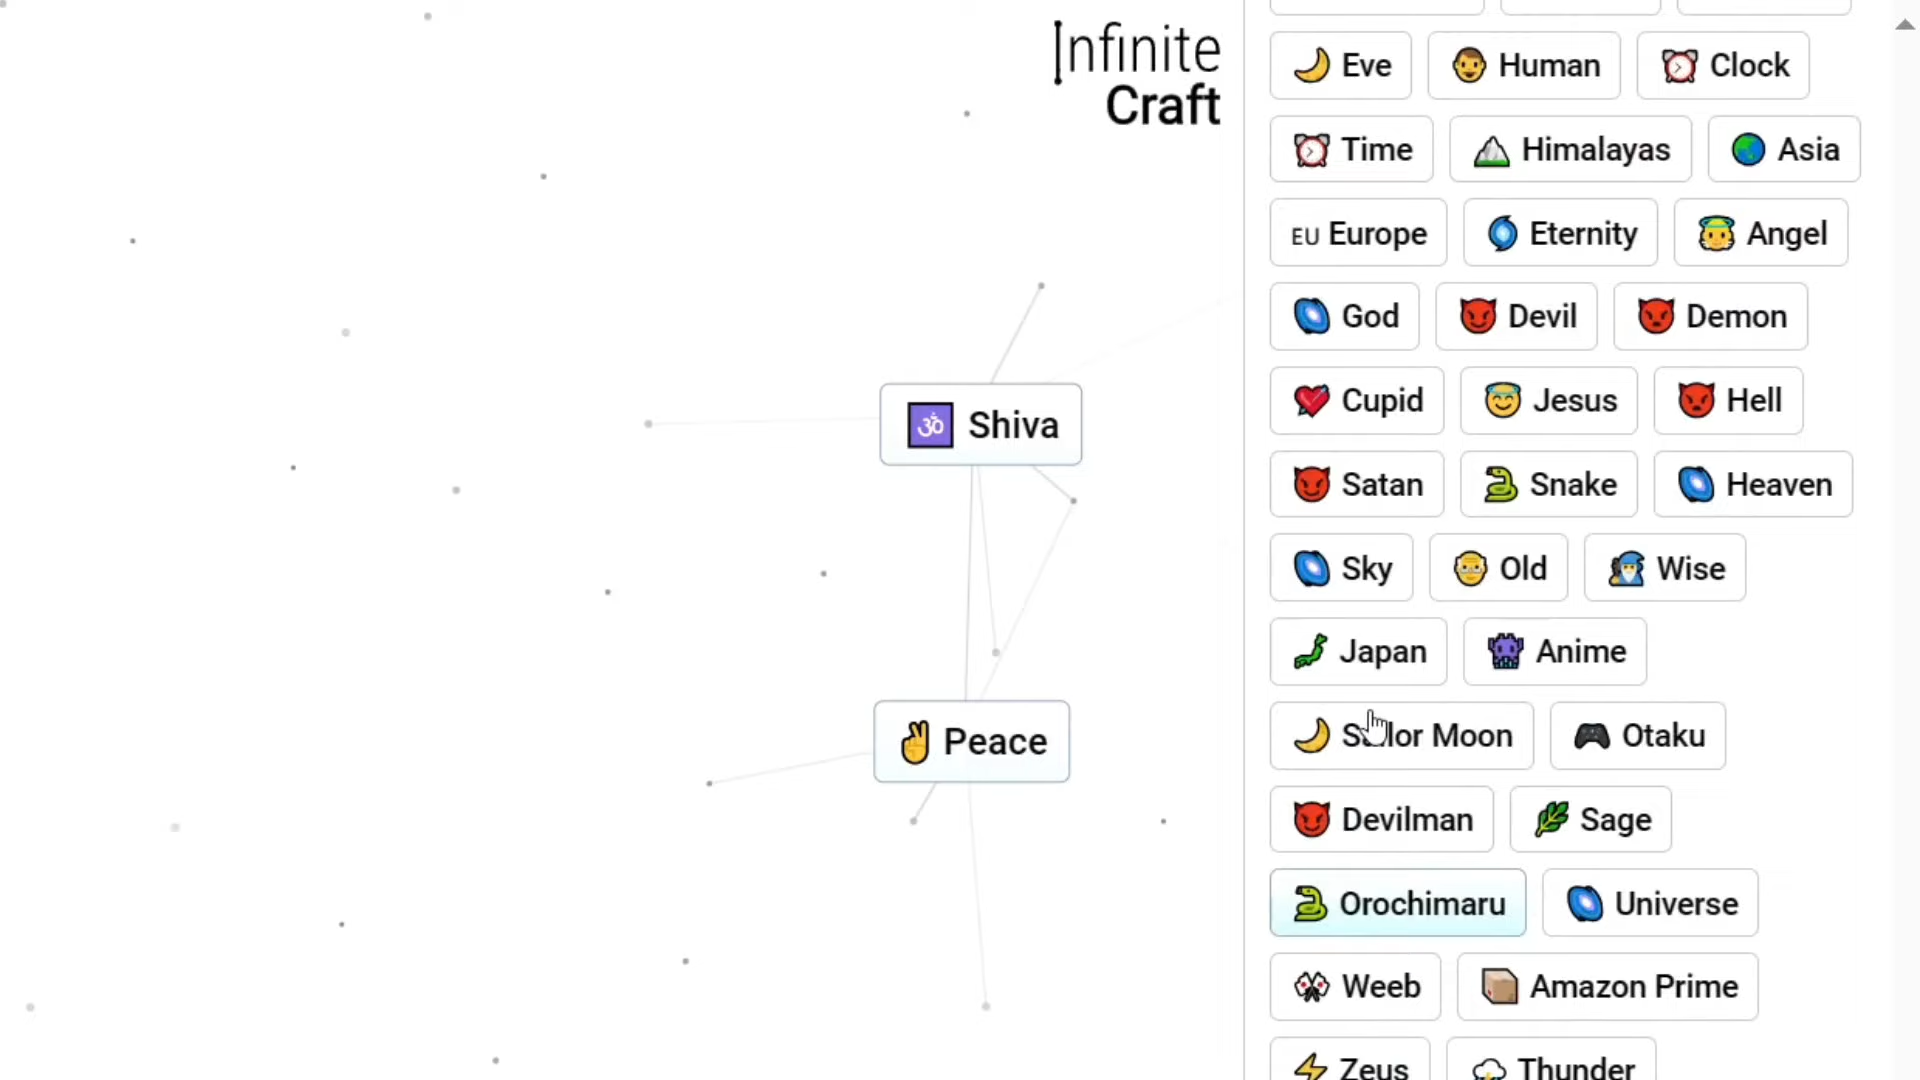 Infinite
Craft
Shiva
Peace
Eve Human Clock
Time Himalayas Asia
EU Europe Eternity Angel
God Devil Demon
Cupid Jesus Hell
Satan Snake Heaven
Sky Old Wise
Japan Anime
Sailor Moon Otaku
Devilman Sage
Orochimaru Universe
Weeb Amazon Prime
Zeus Thunder